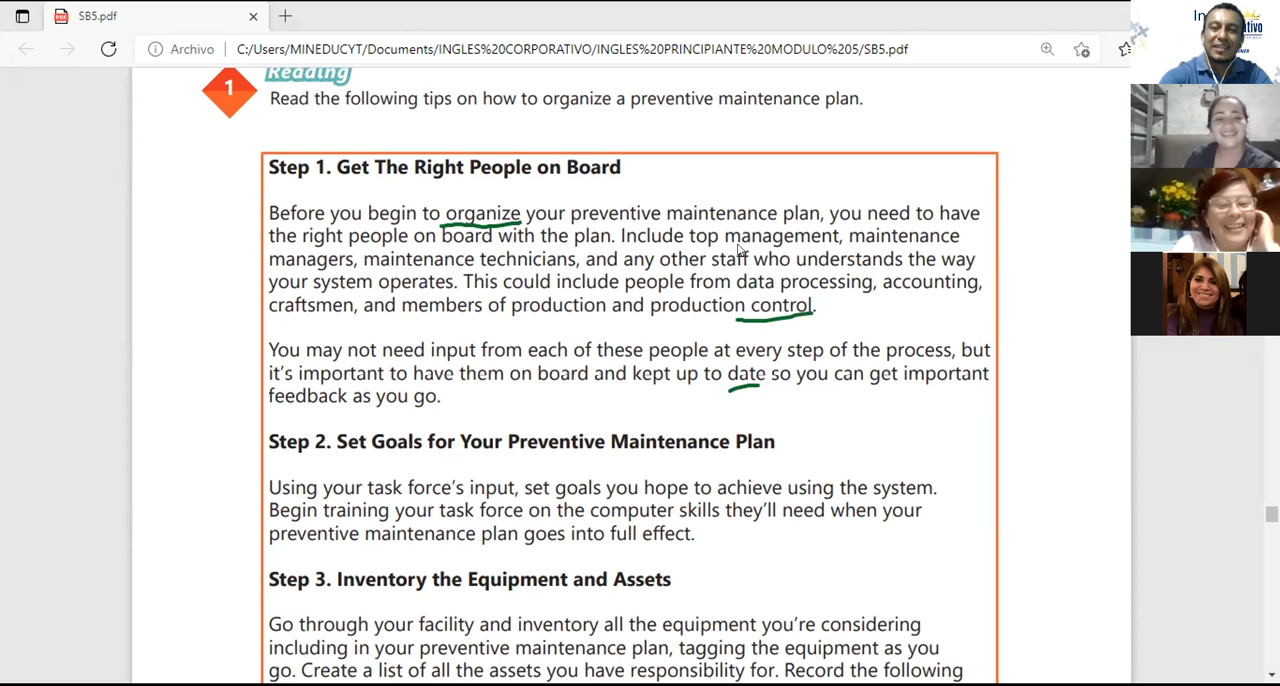 SB5.pdf
Archivo C:/Users/MINEDUCYT/Documents/INGLES%20CORPORATIVO/INGLES%20PRINCIPIANTE%20MODULO%205/SB5.pdf
Reading
1
Read the following tips on how to organize a preventive maintenance plan.
Step 1. Get The Right People on Board
Before you begin to organize your preventive maintenance plan, you need to have
the right people on board with the plan. Include top management, maintenance
managers, maintenance technicians, and any other staff who understands the way
your system operates. This could include people from data processing, accounting,
craftsmen, and members of production and production control.
You may not need input from each of these people at every step of the process, but
it's important to have them on board and kept up to date so you can get important
feedback as you go.
Step 2. Set Goals for Your Preventive Maintenance Plan
Using your task force's input, set goals you hope to achieve using the system.
Begin training your task force on the computer skills they'll need when your
preventive maintenance plan goes into full effect.
Step 3. Inventory the Equipment and Assets
Go through your facility and inventory all the equipment you're considering
including in your preventive maintenance plan, tagging the equipment as you
go. Create a list of all the assets you have responsibility for. Record the following